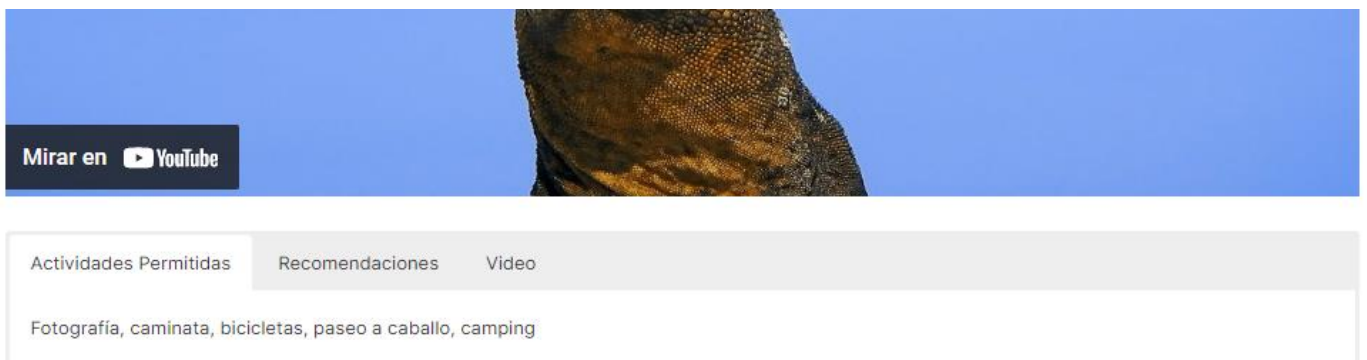 Mirar en YouTube
Actividades Permitidas Recomendaciones Video
Fotografía, caminata, bicicletas, paseo a caballo, camping